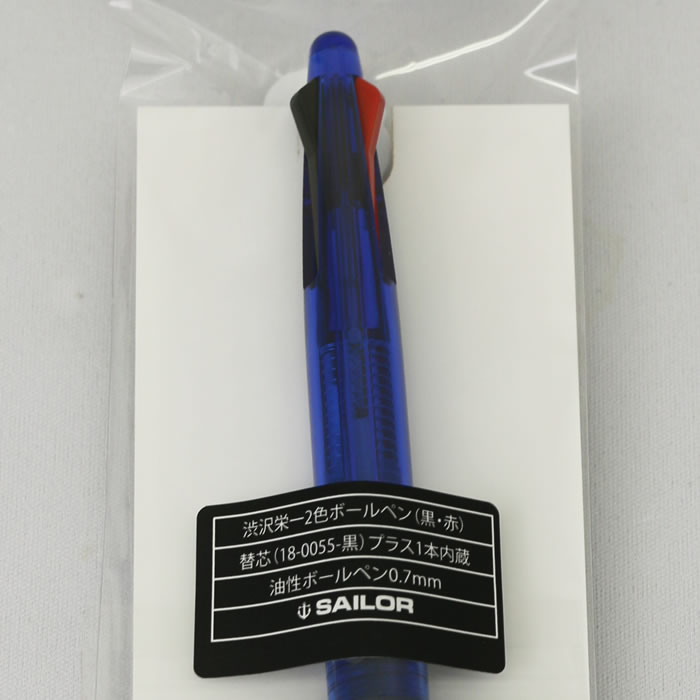 渋沢栄一2色ボールペン（黒・赤）
替芯（18-0055-黒）プラス1本内蔵
油性ボールペン0.7mm
SAILOR